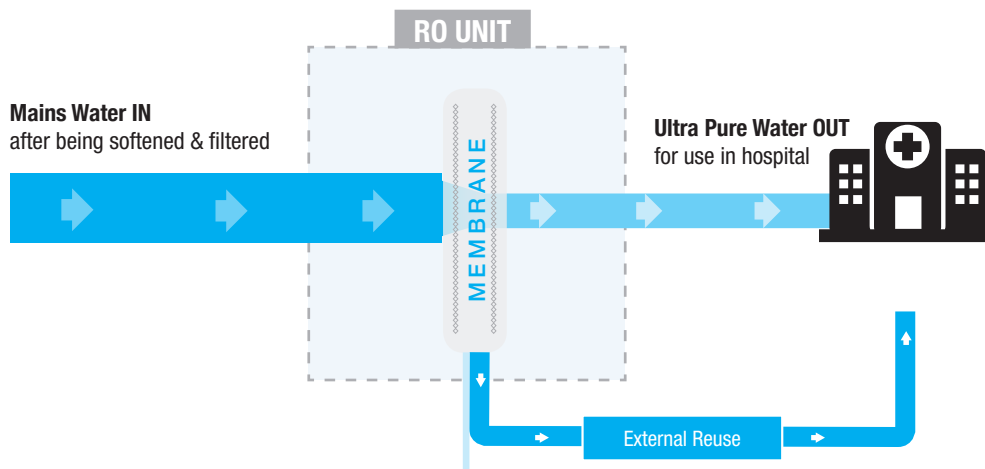 RO UNIT
Mains Water IN
after being softened & filtered
MEMBRANE
Ultra Pure Water OUT
for use in hospital
External Reuse